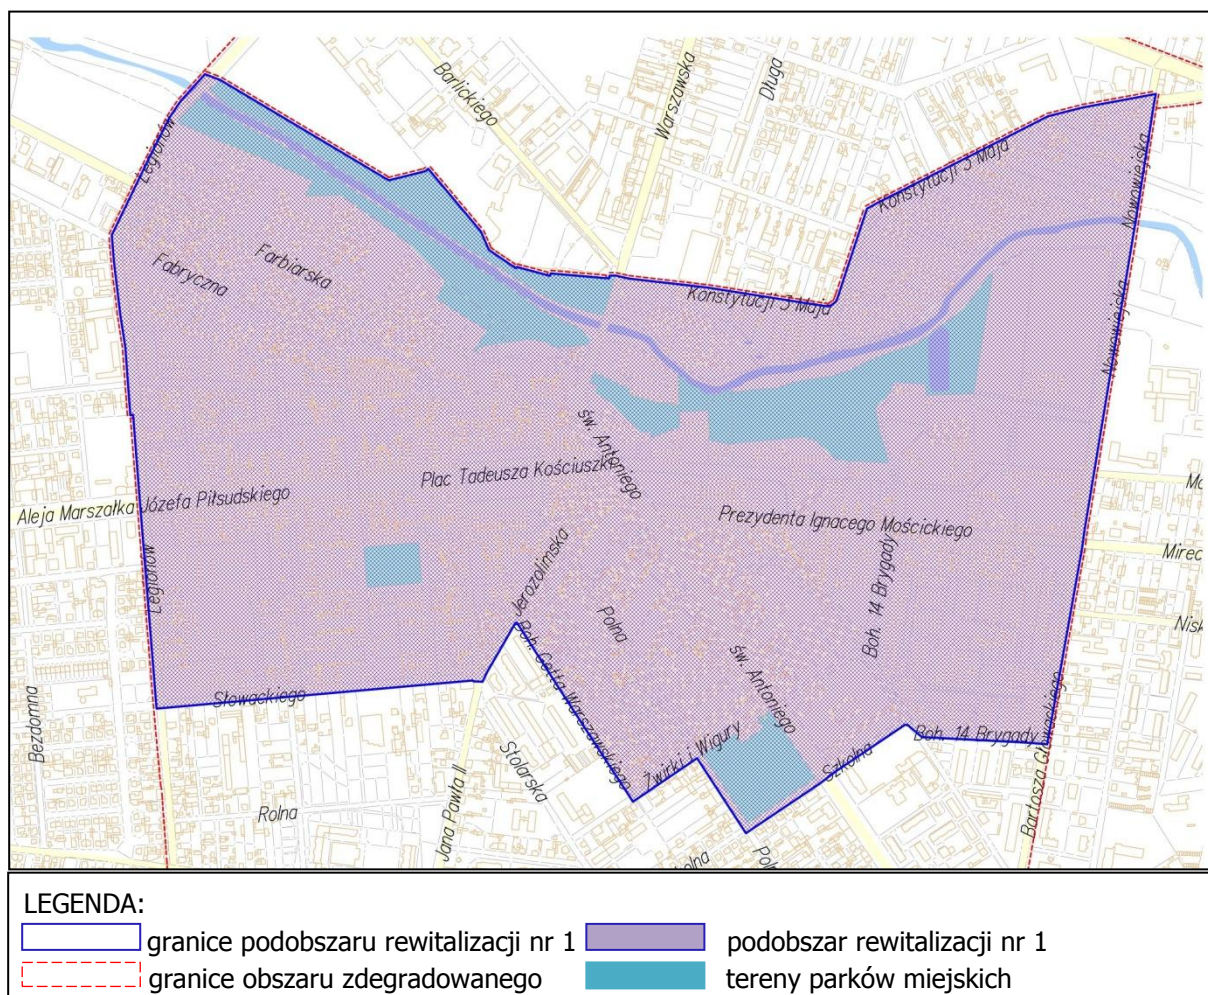 Barlickiego
Warszawska
Długa
Legionów
Konstytucji 3 Maja
Nowowiejska
Farbiarska
Fabryczna
Konstytucji 3 Maja
Nowowiejska
św. Antoniego
Plac Tadeusza Kościuszki
Aleja Marszałka Józefa Piłsudskiego
Prezydenta Ignacego Mościckiego
Legionów
Jerozolimska
Boh. 14 Brygady
Mirec
Polna
Nisk
Boh. Getta Warszawskiego
św. Antoniego
Słowackiego
Bezdomna
Żwirki i Wigury
Szkolna
Boh. 14 Brygady
Bartosza Głowackiego
Stolarska
Rolna
Jana Pawła II
LEGENDA:
granice podobszaru rewitalizacji nr 1
podobszar rewitalizacji nr 1
granice obszaru zdegradowanego
tereny parków miejskich